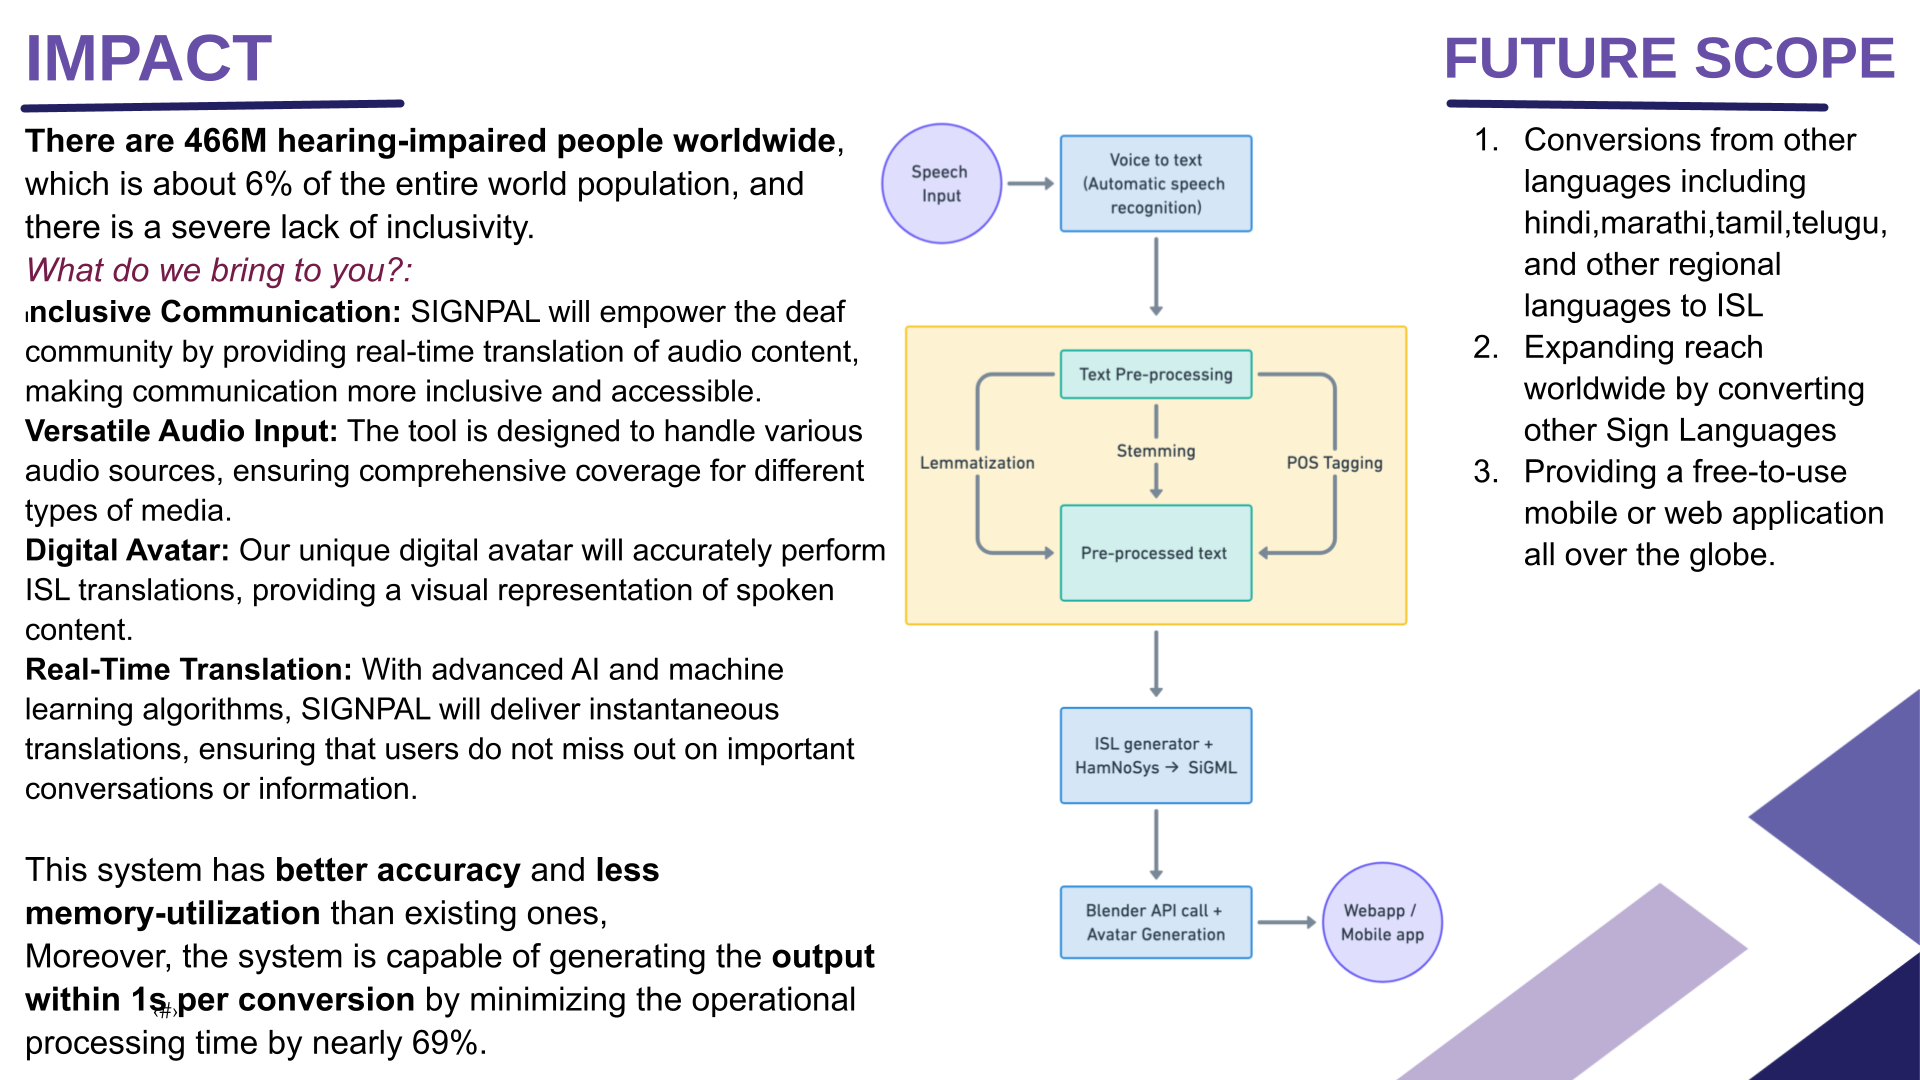 IMPACT
There are 466M hearing-impaired people worldwide,
which is about 6% of the entire world population, and
there is a severe lack of inclusivity.
What do we bring to you?:
Inclusive Communication: SIGNPAL will empower the deaf
community by providing real-time translation of audio content,
making communication more inclusive and accessible.
Versatile Audio Input: The tool is designed to handle various
audio sources, ensuring comprehensive coverage for different
types of media.
Digital Avatar: Our unique digital avatar will accurately perform
ISL translations, providing a visual representation of spoken
content.
Real-Time Translation: With advanced AI and machine
learning algorithms, SIGNPAL will deliver instantaneous
translations, ensuring that users do not miss out on important
conversations or information.
This system has better accuracy and less
memory-utilization than existing ones,
Moreover, the system is capable of generating the output
within 1s per conversion by minimizing the operational
‹#›
processing time by nearly 69%.
Speech
Input
Voice to text
(Automatic speech
recognition)
Text Pre-processing
Lemmatization
Stemming
POS Tagging
Pre-processed text
ISL generator +
HamNoSys → SiGML
Blender API call +
Avatar Generation
Webapp /
Mobile app
FUTURE SCOPE
1. Conversions from other
languages including
hindi,marathi,tamil,telugu,
and other regional
languages to ISL
2. Expanding reach
worldwide by converting
other Sign Languages
3. Providing a free-to-use
mobile or web application
all over the globe.